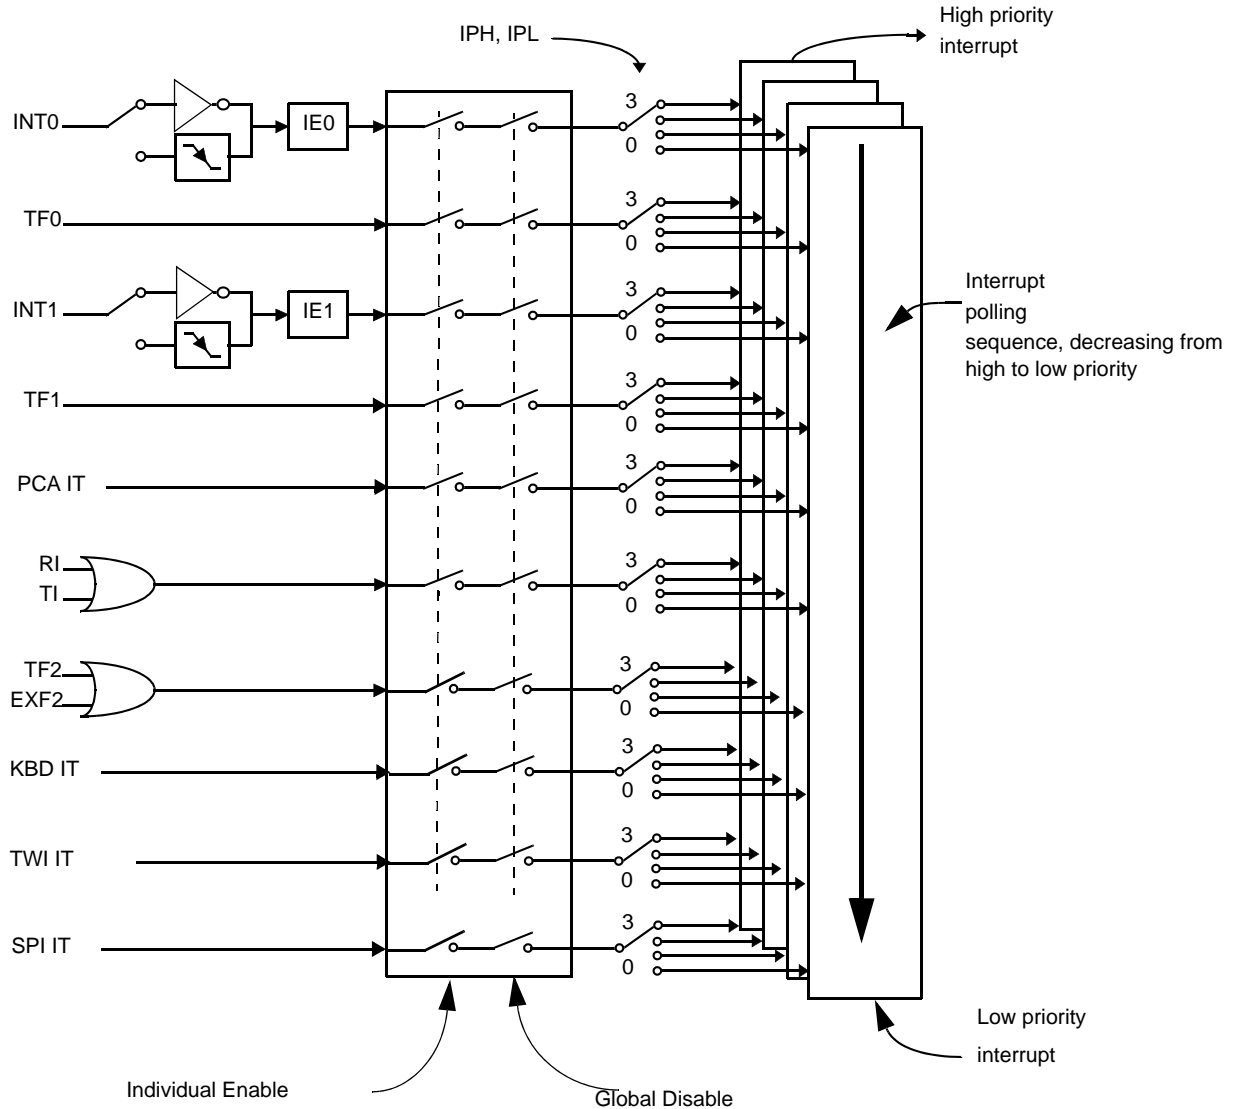 High priority
interrupt
IPH, IPL
INT0
IE0
3
0
TF0
3
0
INT1
IE1
3
0
Interrupt
polling
sequence, decreasing from
high to low priority
TF1
3
0
PCA IT
3
0
RI
TI
3
0
TF2
EXF2
3
0
KBD IT
3
0
TWI IT
3
0
SPI IT
3
0
Low priority
interrupt
Individual Enable
Global Disable